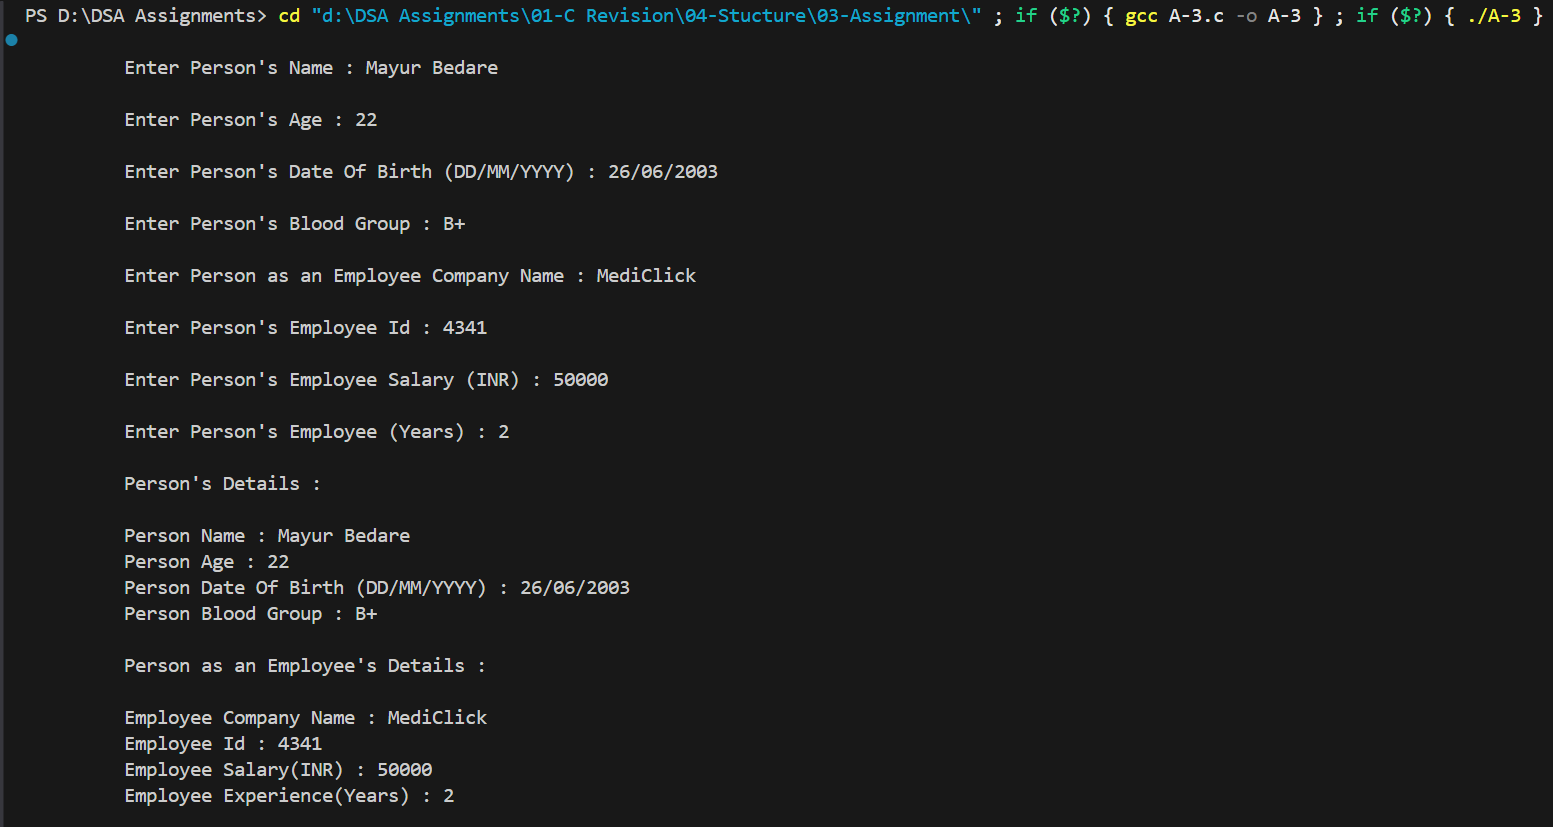 PS D:\DSA Assignments> cd "d:\DSA Assignments\01-C Revision\04-Stucture\03-Assignment\" ; if ($?) { gcc A-3.c -o A-3 } ; if ($?) { ./A-3 }
Enter Person's Name : Mayur Bedare
Enter Person's Age : 22
Enter Person's Date Of Birth (DD/MM/YYYY) : 26/06/2003
Enter Person's Blood Group : B+
Enter Person as an Employee Company Name : MediClick
Enter Person's Employee Id : 4341
Enter Person's Employee Salary (INR) : 50000
Enter Person's Employee (Years) : 2
Person's Details :
Person Name : Mayur Bedare
Person Age : 22
Person Date Of Birth (DD/MM/YYYY) : 26/06/2003
Person Blood Group : B+
Person as an Employee's Details :
Employee Company Name : MediClick
Employee Id : 4341
Employee Salary(INR) : 50000
Employee Experience(Years) : 2